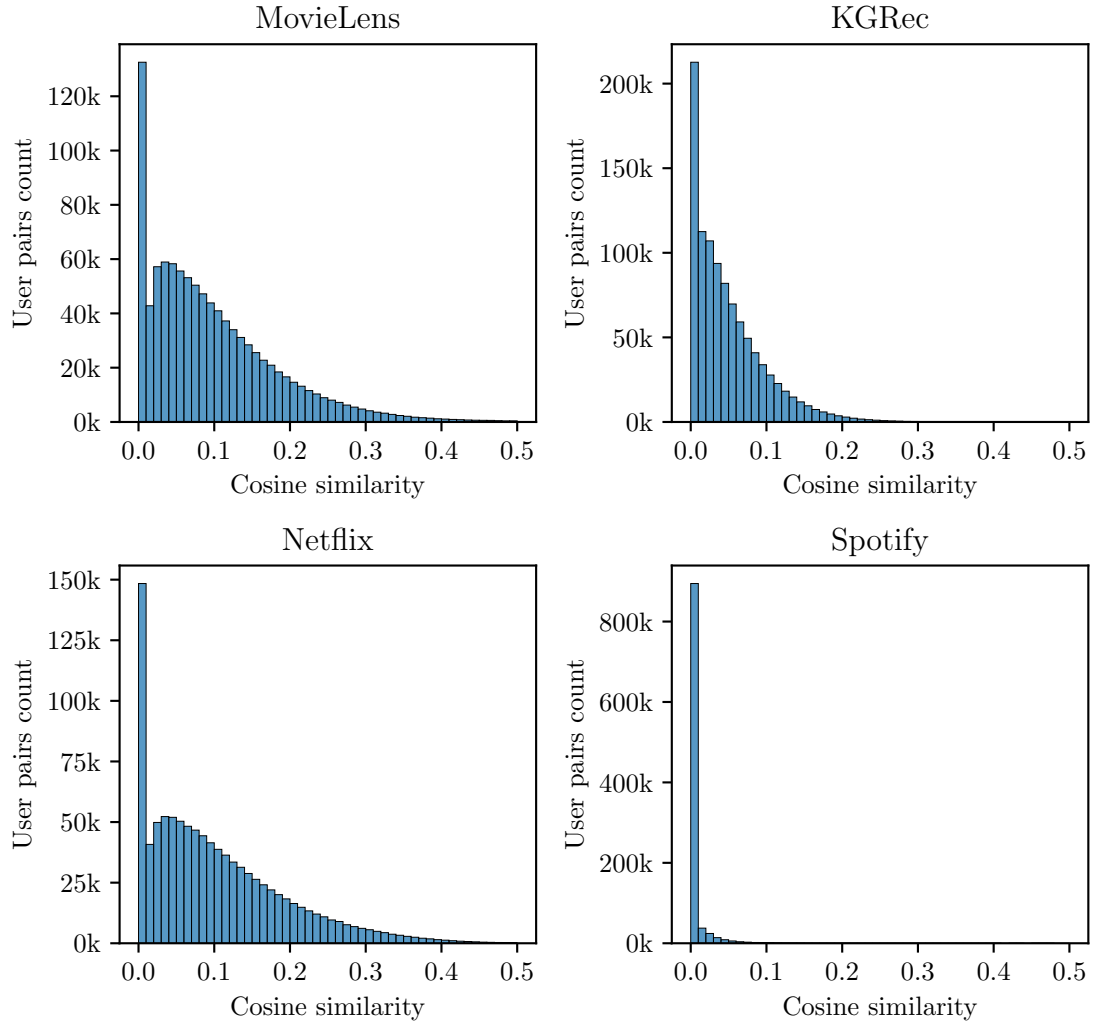 MovieLens
120k
100k
80k
60k
40k
20k
0k
User pairs count
0.0 0.1 0.2 0.3 0.4 0.5
Cosine similarity
KGRec
200k
150k
100k
50k
0k
User pairs count
0.0 0.1 0.2 0.3 0.4 0.5
Cosine similarity
Netflix
150k
125k
100k
75k
50k
25k
0k
User pairs count
0.0 0.1 0.2 0.3 0.4 0.5
Cosine similarity
Spotify
800k
600k
400k
200k
0k
User pairs count
0.0 0.1 0.2 0.3 0.4 0.5
Cosine similarity